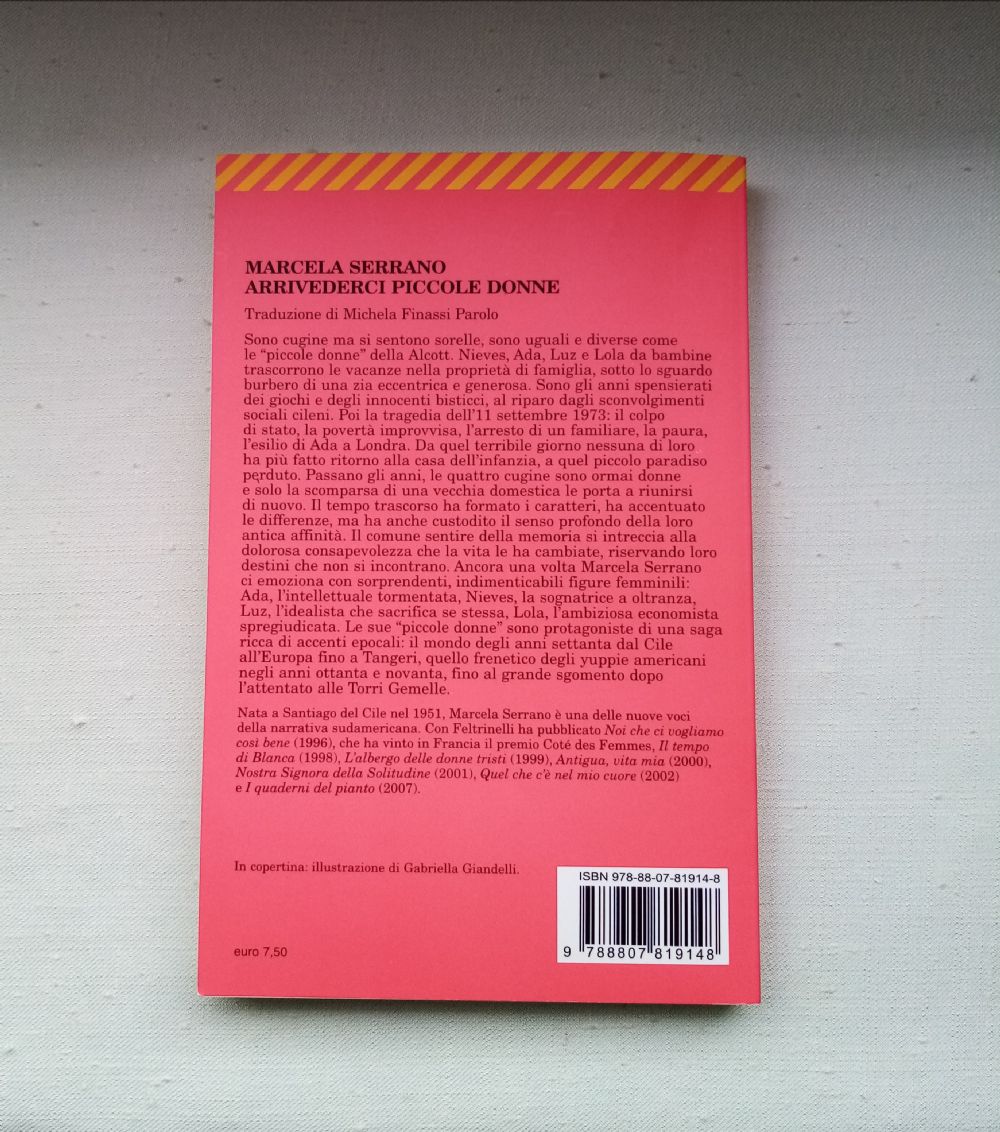 MARCELA SERRANO
ARRIVEDERCI PICCOLE DONNE
Traduzione di Michela Finassi Parolo
Sono cugine ma si sentono sorelle, sono uguali e diverse come
le “piccole donne” della Alcott. Nieves, Ada, Luz e Lola da bambine
trascorrono le vacanze nella proprietà di famiglia, sotto lo sguardo
burbero di una zia eccentrica e generosa. Sono gli anni spensierati
dei giochi e degli innocenti bisticci, al riparo dagli sconvolgimenti
sociali cileni. Poi la tragedia dell’11 settembre 1973: il colpo
di stato, la povertà improvvisa, l’arresto di un familiare, la paura,
l’esilio di Ada a Londra. Da quel terribile giorno nessuna di loro
ha più fatto ritorno alla casa dell’infanzia, a quel piccolo paradiso
perduto. Passano gli anni, le quattro cugine sono ormai donne
e solo la scomparsa di una vecchia domestica le porta a riunirsi
di nuovo. Il tempo trascorso ha formato i caratteri, ha accentuato
le differenze, ma ha anche custodito il senso profondo della loro
antica affinità. Il comune sentire della memoria si intreccia alla
dolorosa consapevolezza che la vita le ha cambiate, riservando loro
destini che non si incontrano. Ancora una volta Marcela Serrano
ci emoziona con sorprendenti, indimenticabili figure femminili:
Ada, l’intellettuale tormentata, Nieves, la sognatrice a oltranza,
Luz, l’idealista che sacrifica se stessa, Lola, l’ambiziosa economista
spregiudicata. Le sue “piccole donne” sono protagoniste di una saga
ricca di accenti epocali: il mondo degli anni settanta dal Cile
all’Europa fino a Tangeri, quello frenetico degli yuppie americani
negli anni ottanta e novanta, fino al grande sgomento dopo
l’attentato alle Torri Gemelle.
Nata a Santiago del Cile nel 1951, Marcela Serrano è una delle nuove voci
della narrativa sudamericana. Con Feltrinelli ha pubblicato Noi che ci vogliamo
così bene (1996), che ha vinto in Francia il premio Coté des Femmes, Il tempo
di Blanca (1998), L’albergo delle donne tristi (1999), Antigua, vita mia (2000),
Nostra Signora della Solitudine (2001), Quel che c’è nel mio cuore (2002)
e I quaderni del pianto (2007).
In copertina: illustrazione di Gabriella Giandelli.
ISBN 978-88-07-81914-8
9 788807 819148
euro 7,50